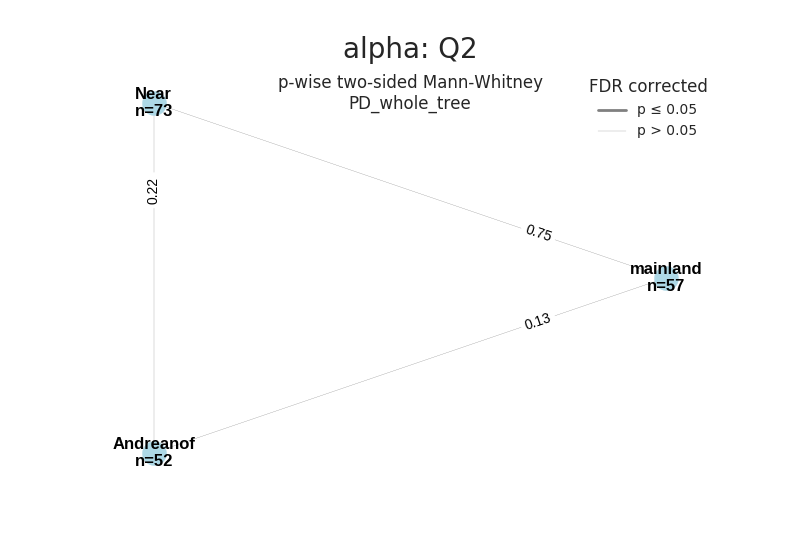 alpha: Q2
p-wise two-sided Mann-Whitney
PD_whole_tree
FDR corrected
p ≤ 0.05
p > 0.05
Near
n=73
0.22
0.75
mainland
n=57
0.13
Andreanof
n=52